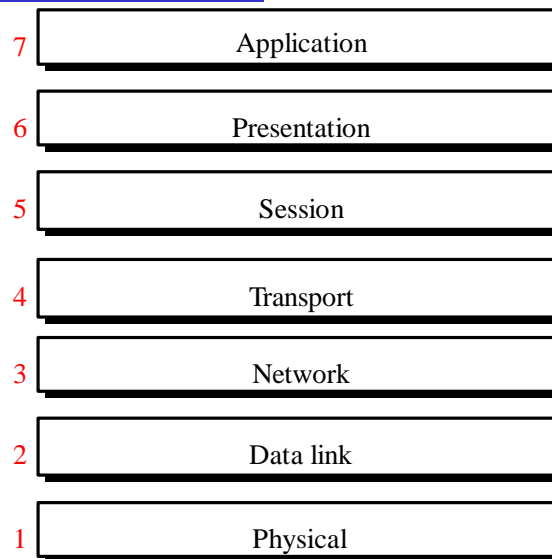 7 Application
6 Presentation
5 Session
4 Transport
3 Network
2 Data link
1 Physical